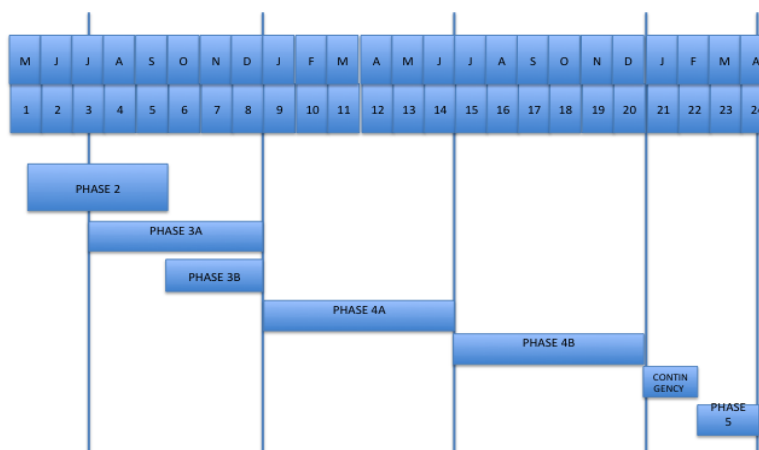 M J J A S O N D J F M A M J J A S O N D J F M A
1 2 3 4 5 6 7 8 9 10 11 12 13 14 15 16 17 18 19 20 21 22 23 24
PHASE 2
PHASE 3A
PHASE 3B
PHASE 4A
PHASE 4B
CONTIN
GENCY
PHASE
5